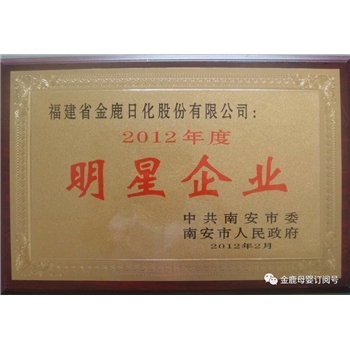 福建省金鹿日化股份有限公司：
2012年度
明星企业
中共南安市委
南安市人民政府
2012年2月
金鹿母婴订阅号